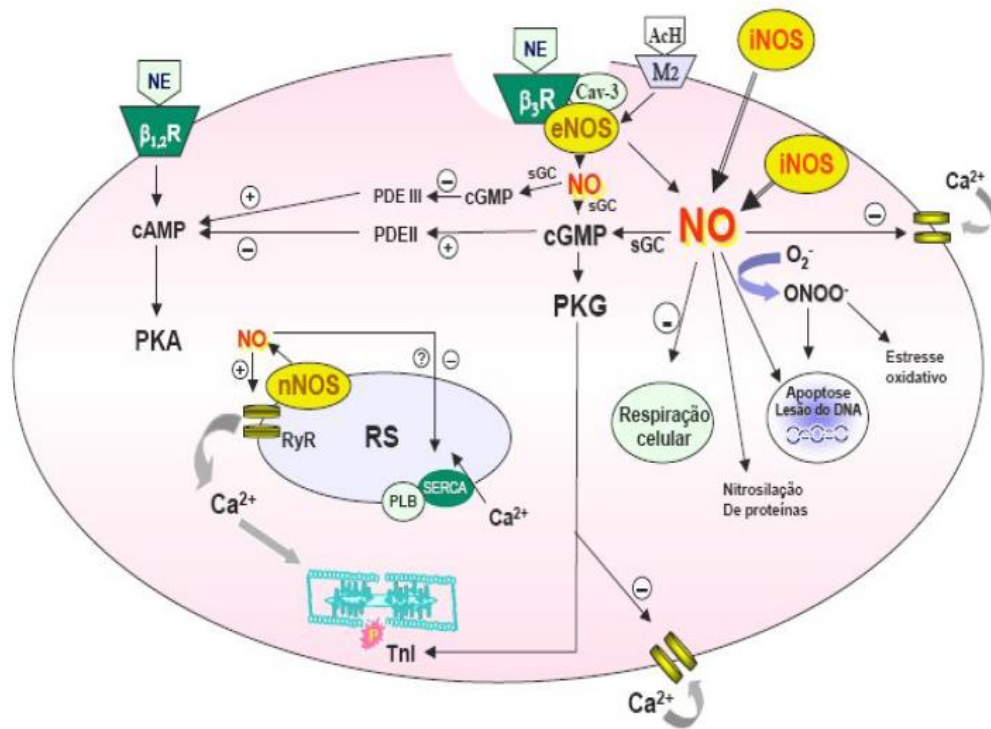 NE
β1,2R
NE
β3R
Cav-3
eNOS
AcH
M2
iNOS
iNOS
Ca2+
cAMP
+
PDE III
−
cGMP
sGC
NO
sGC
−
PDEII
+
cGMP
sGC
NO
−
O2-
ONOO-
PKA
PKG
NO
nNOS
+
?
−
RyR
RS
PLB
SERCA
Ca2+
Ca2+
-
Respiração
celular
Apoptose
Lesão do DNA
Estresse
oxidativo
Nitrosilação
De proteínas
P
TnI
−
Ca2+